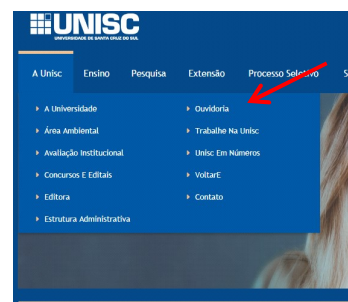 UNISC
UNIVERSIDADE DE SANTA CRUZ DO SUL
A Unisc Ensino Pesquisa Extensão Processo Seletivo S
A Universidade
Área Ambiental
Avaliação Institucional
Concursos E Editais
Editora
Estrutura Administrativa
Ouvidoria
Trabalhe Na Unisc
Unisc Em Números
VoltarE
Contato